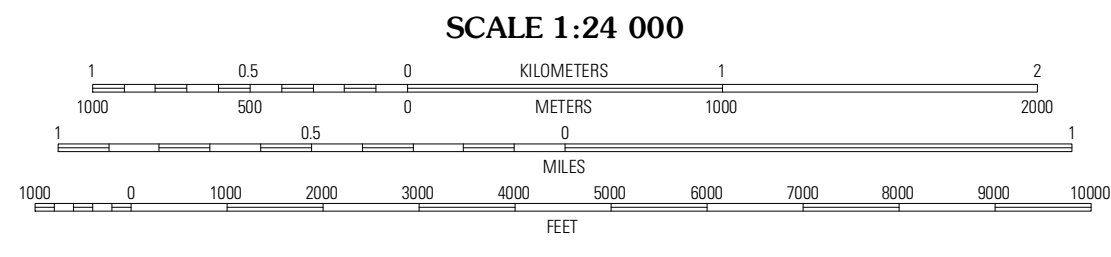 SCALE 1:24 000
1 0.5 0 KILOMETERS 1 2
1000 500 0 METERS 1000 2000
1 0.5 0 1
MILES
1000 0 1000 2000 3000 4000 5000 6000 7000 8000 9000 10000
FEET